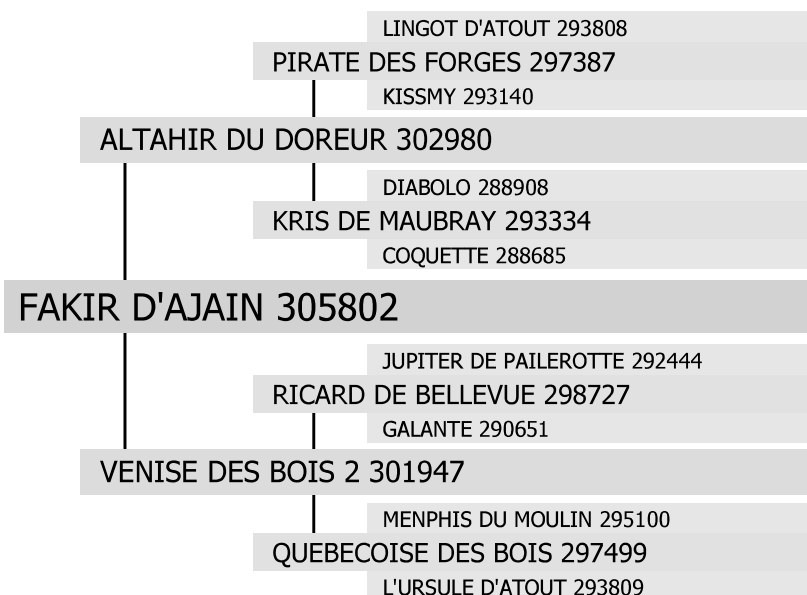 LINGOT D'ATOUT 293808
PIRATE DES FORGES 297387
KISSMY 293140
ALTAHIR DU DOREUR 302980
DIABOLO 288908
KRIS DE MAUBRAY 293334
COQUETTE 288685
FAKIR D'AJAIN 305802
JUPITER DE PAILEROTTE 292444
RICARD DE BELLEVUE 298727
GALANTE 290651
VENISE DES BOIS 2 301947
MENPHIS DU MOULIN 295100
QUEBECOISE DES BOIS 297499
L'URSULE D'ATOUT 293809